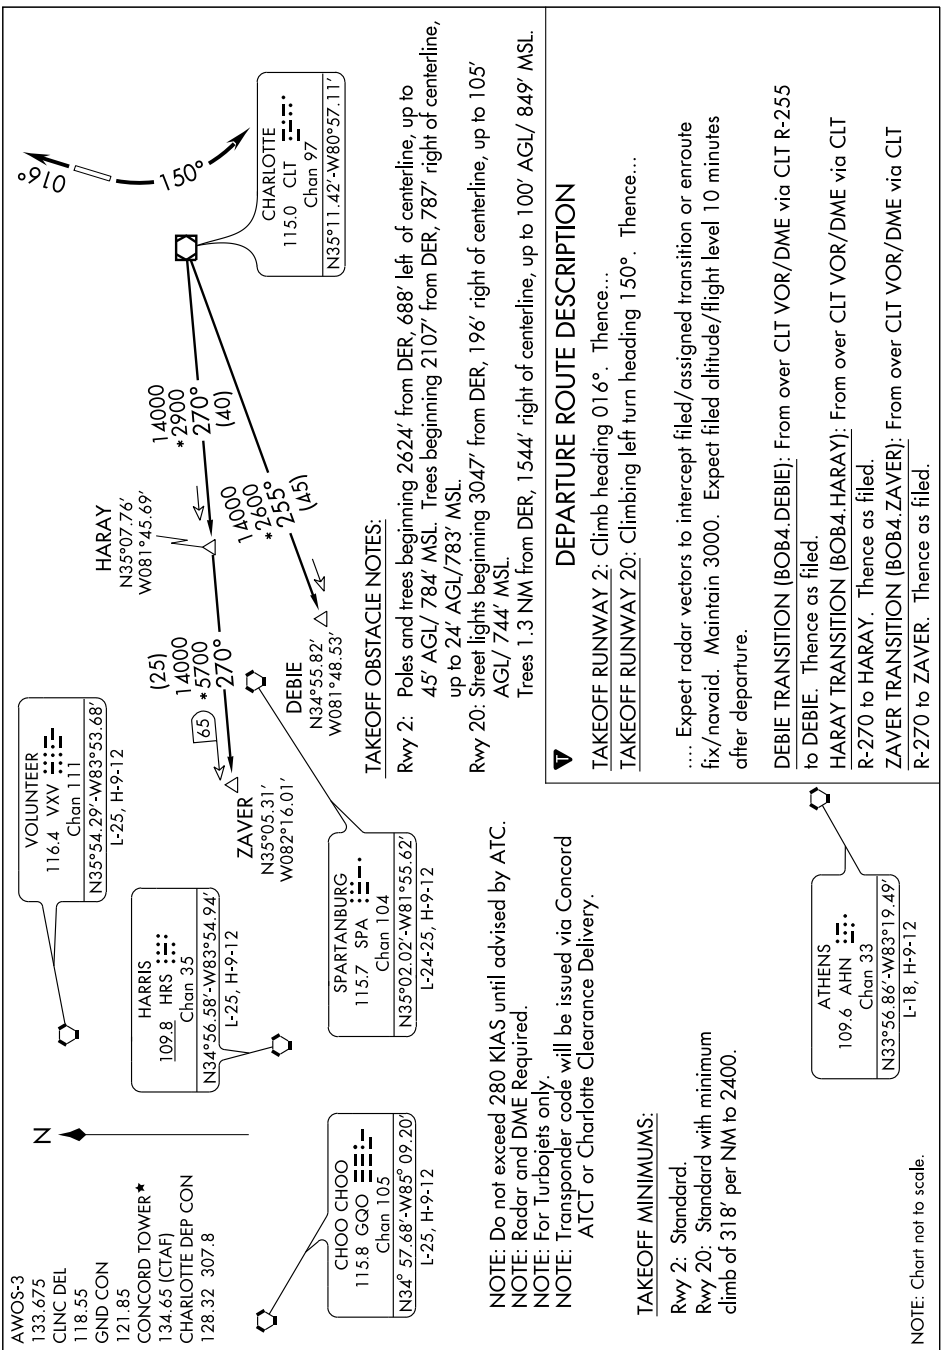 AWOS-3
133.675
CLNC DEL
118.55
GND CON
121.85
CONCORD TOWER★
134.65 (CTAF)
CHARLOTTE DEP CON
128.32 307.8
N
VOLUNTEER
116.4 VXV
Chan 111
N35°54.29'-W83°53.68'
L-25, H-9-12
HARRIS
109.8 HRS
Chan 35
N34°56.58'-W83°54.94'
L-25, H-9-12
CHOO CHOO
115.8 GQO
Chan 105
N34° 57.68'-W85° 09.20'
L-25, H-9-12
SPARTANBURG
115.7 SPA
Chan 104
N35°02.02'-W81°55.62'
L-24-25, H-9-12
ATHENS
109.6 AHN
Chan 33
N33°56.86'-W83°19.49'
L-18, H-9-12
ZAVER
N35°05.31'
W082°16.01'
65
(25)
14000
*5700
270°
HARAY
N35°07.76'
W081°45.69'
14000
*2900
270°
(40)
14000
*2600
255°
(45)
DEBIE
N34°55.82'
W081°48.53'
016°
150°
CHARLOTTE
115.0 CLT
Chan 97
N35°11.42'-W80°57.11'
NOTE: Do not exceed 280 KIAS until advised by ATC.
NOTE: Radar and DME Required.
NOTE: For Turbojets only.
NOTE: Transponder code will be issued via Concord
ATCT or Charlotte Clearance Delivery.
TAKEOFF MINIMUMS:
Rwy 2: Standard.
Rwy 20: Standard with minimum
climb of 318' per NM to 2400.
NOTE: Chart not to scale.
TAKEOFF OBSTACLE NOTES:
Rwy 2: Poles and trees beginning 2624' from DER, 688' left of centerline, up to
45' AGL/ 784' MSL. Trees beginning 2107' from DER, 787' right of centerline,
up to 24' AGL/783' MSL.
Rwy 20: Street lights beginning 3047' from DER, 196' right of centerline, up to 105'
AGL/ 744' MSL.
Trees 1.3 NM from DER, 1544' right of centerline, up to 100' AGL/ 849' MSL.
T
DEPARTURE ROUTE DESCRIPTION
TAKEOFF RUNWAY 2: Climb heading 016°. Thence...
TAKEOFF RUNWAY 20: Climbing left turn heading 150°. Thence...
.... Expect radar vectors to intercept filed/assigned transition or enroute
fix/navaid. Maintain 3000. Expect filed altitude/flight level 10 minutes
after departure.
DEBIE TRANSITION (BOB4.DEBIE): From over CLT VOR/DME via CLT R-255
to DEBIE. Thence as filed.
HARAY TRANSITION (BOB4.HARAY): From over CLT VOR/DME via CLT
R-270 to HARAY. Thence as filed.
ZAVER TRANSITION (BOB4.ZAVER): From over CLT VOR/DME via CLT
R-270 to ZAVER. Thence as filed.